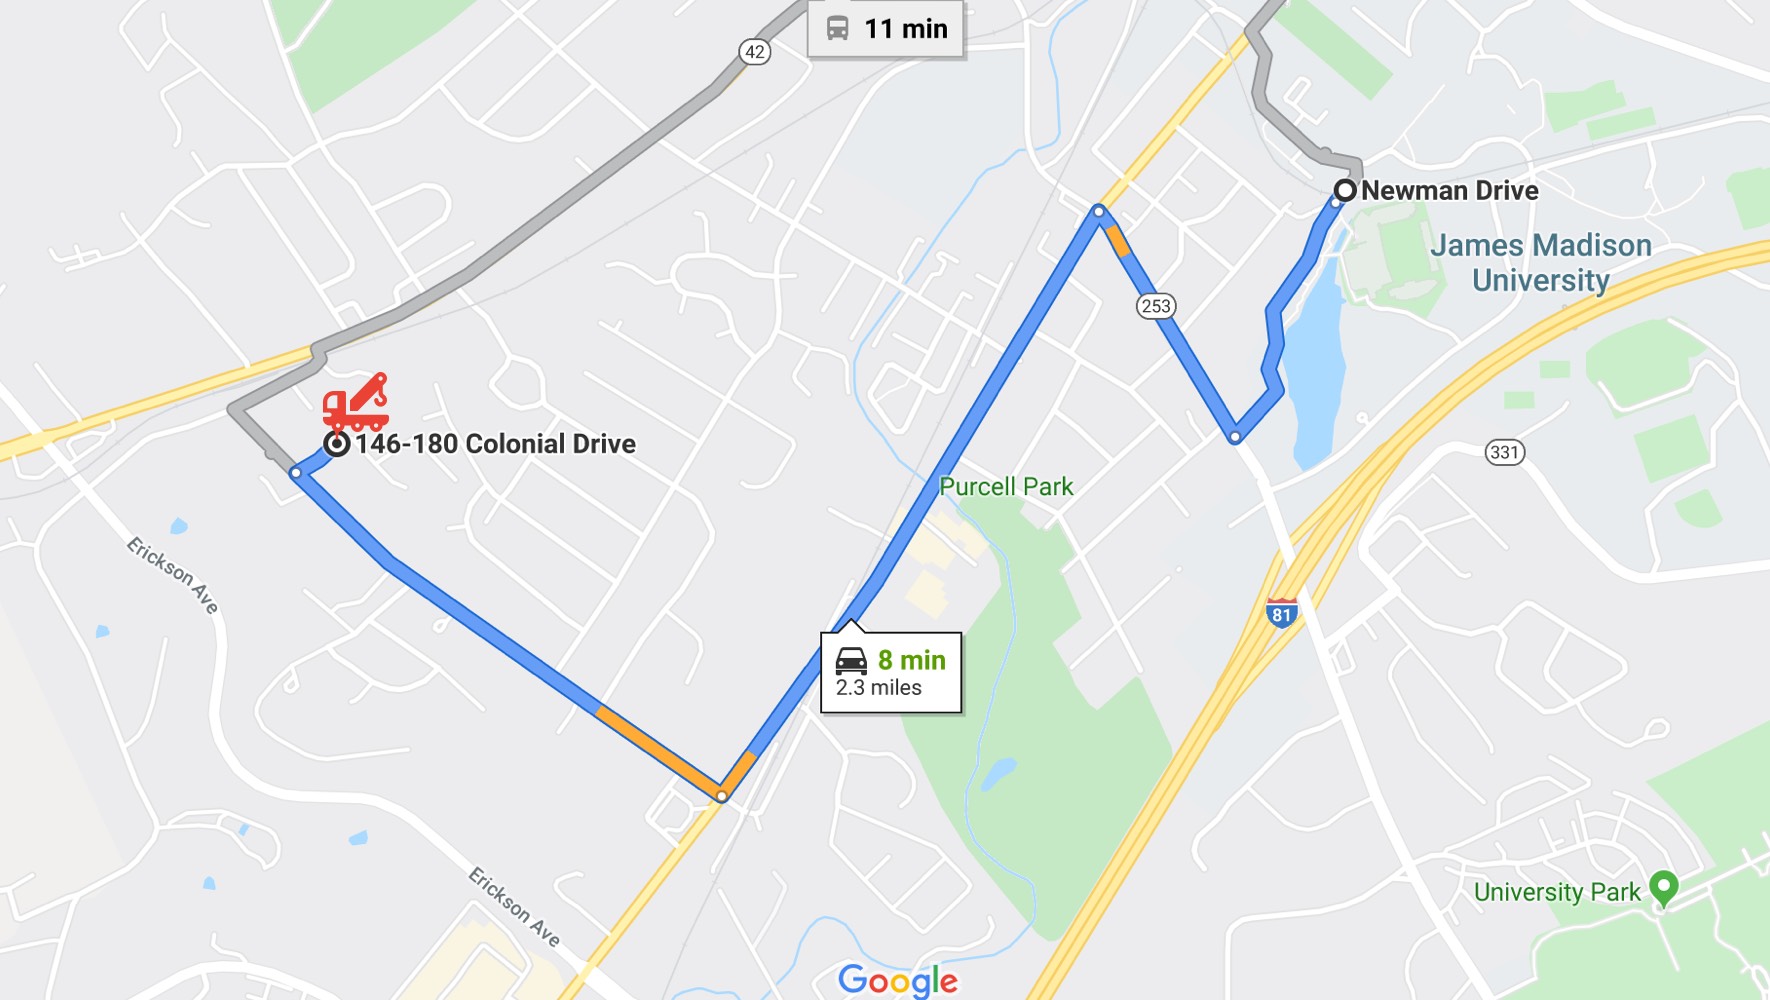 11 min
42
Newman Drive
James Madison
University
253
146-180 Colonial Drive
331
Purcell Park
Erickson Ave
81
8 min
2.3 miles
University Park
Erickson Ave
Google